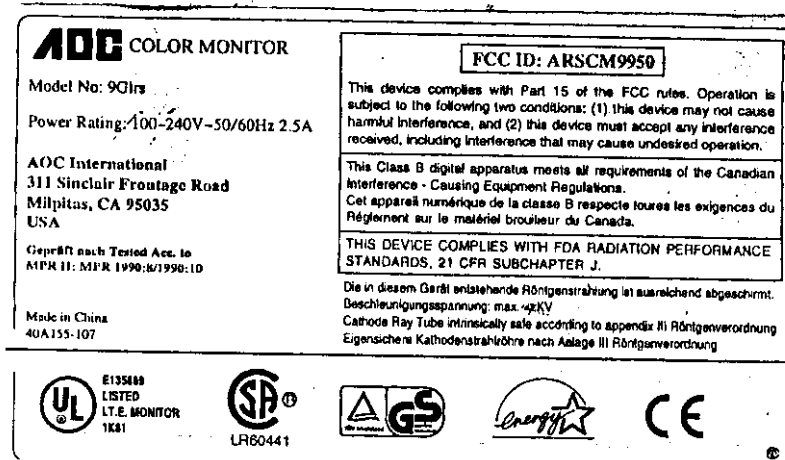 AOC COLOR MONITOR
Model No: 9Glrs
Power Rating: 100-240V~50/60Hz 2.5A
AOC International
311 Sinclair Frontage Road
Milpitas, CA 95035
USA
Geprüft nach Tested Acc. to
MPR II: MPR 1990:8/1990:10
Made in China
40A155-107
FCC ID: ARSCM9950
This device complies with Part 15 of the FCC rules. Operation is
subject to the following two conditions: (1) this device may not cause
harmful interference, and (2) this device must accept any interference
received, including interference that may cause undesired operation.
This Class B digital apparatus meets all requirements of the Canadian
Interference - Causing Equipment Regulations.
Cet appareil numérique de la classe B respecte toures les exigences du
Réglement sur le matériel brouilleur du Canada.
THIS DEVICE COMPLIES WITH FDA RADIATION PERFORMANCE
STANDARDS, 21 CFR SUBCHAPTER J.
Die in diesem Gerät entstehende Röntgenstrahlung ist ausreichend abgeschirmt.
Beschleunigungsspannung: max. KV
Cathode Ray Tube intrinsically safe according to appendix III Röntgenverordnung
Eigensichere Kathodenstrahlröhre nach Anlage III Röntgenverordnung
UL
E135669
LISTED
I.T.E. MONITOR
1K81
LR60441
GS
energy
CE